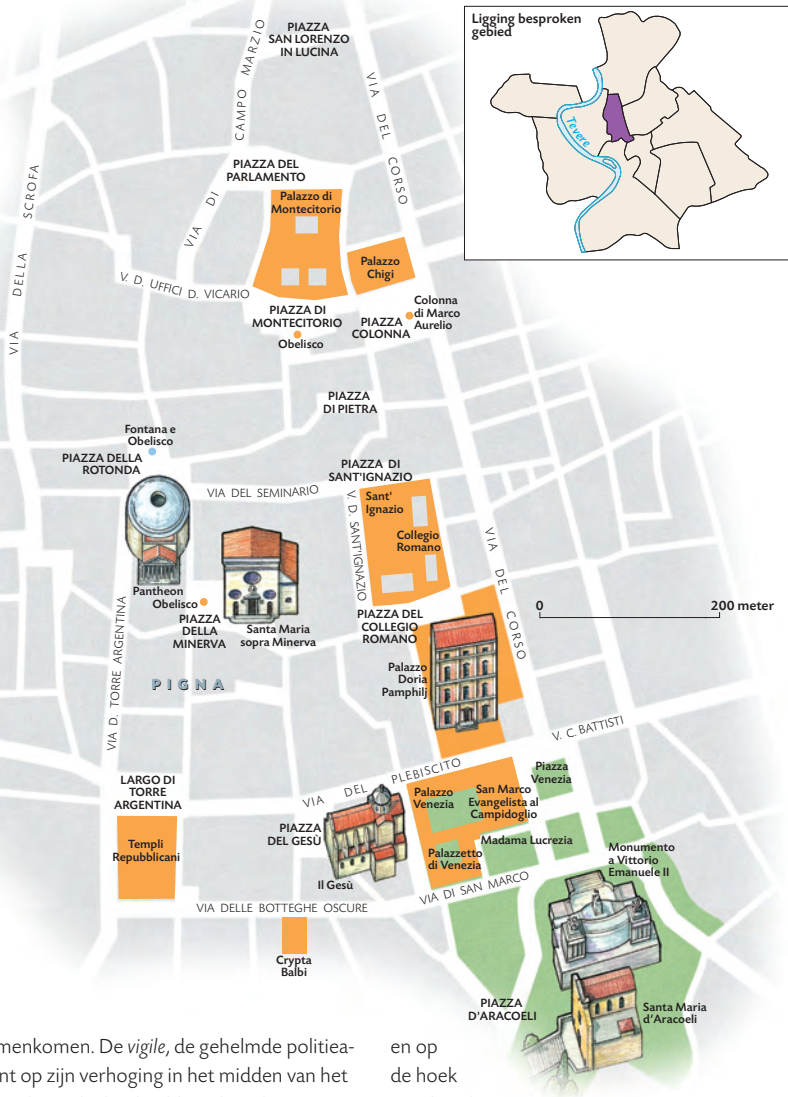 Ligging besproken
gebied
Tevere
PIAZZA
SAN LORENZO
IN LUCINA
VIA DI CAMPO MARZIO
VIA DEL CORSO
VIA DELLA SCROFA
PIAZZA DEL
PARLAMENTO
Palazzo di
Montecitorio
Palazzo
Chigi
V. D. UFFICI D. VICARIO
PIAZZA DI
MONTECITORIO
Obelisco
PIAZZA
COLONNA
Colonna
di Marco
Aurelio
PIAZZA
DI PIETRA
Fontana e
Obelisco
PIAZZA DELLA
ROTONDA
PIAZZA DI
SANT'IGNAZIO
VIA DEL SEMINARIO
V. D. SANT'IGNAZIO
Sant'
Ignazio
Collegio
Romano
VIA DEL CORSO
Pantheon
Obelisco
PIAZZA
DELLA
MINERVA
Santa Maria
sopra Minerva
PIAZZA DEL
COLLEGIO
ROMANO
0 200 meter
VIA D. TORRE ARGENTINA
PIGNA
Palazzo
Doria
Pamphilj
V. C. BATTISTI
LARGO DI
TORRE
ARGENTINA
VIA DEL PLEBISCITO
Palazzo
Venezia
San Marco
Evangelista al
Campidoglio
Piazza
Venezia
Templi
Repubblicani
PIAZZA
DEL GESÙ
Il Gesù
Palazzetto
di Venezia
Madama Lucrezia
Monumento
a Vittorio
Emanuele II
VIA DI SAN MARCO
VIA DELLE BOTTEGHE OSCURE
Crypta
Balbi
PIAZZA
D'ARACOELI
Santa Maria
d'Aracoeli
menkomen. De vigile, de gehelmde politiea-
nt op zijn verhoging in het midden van het
en op
de hoek